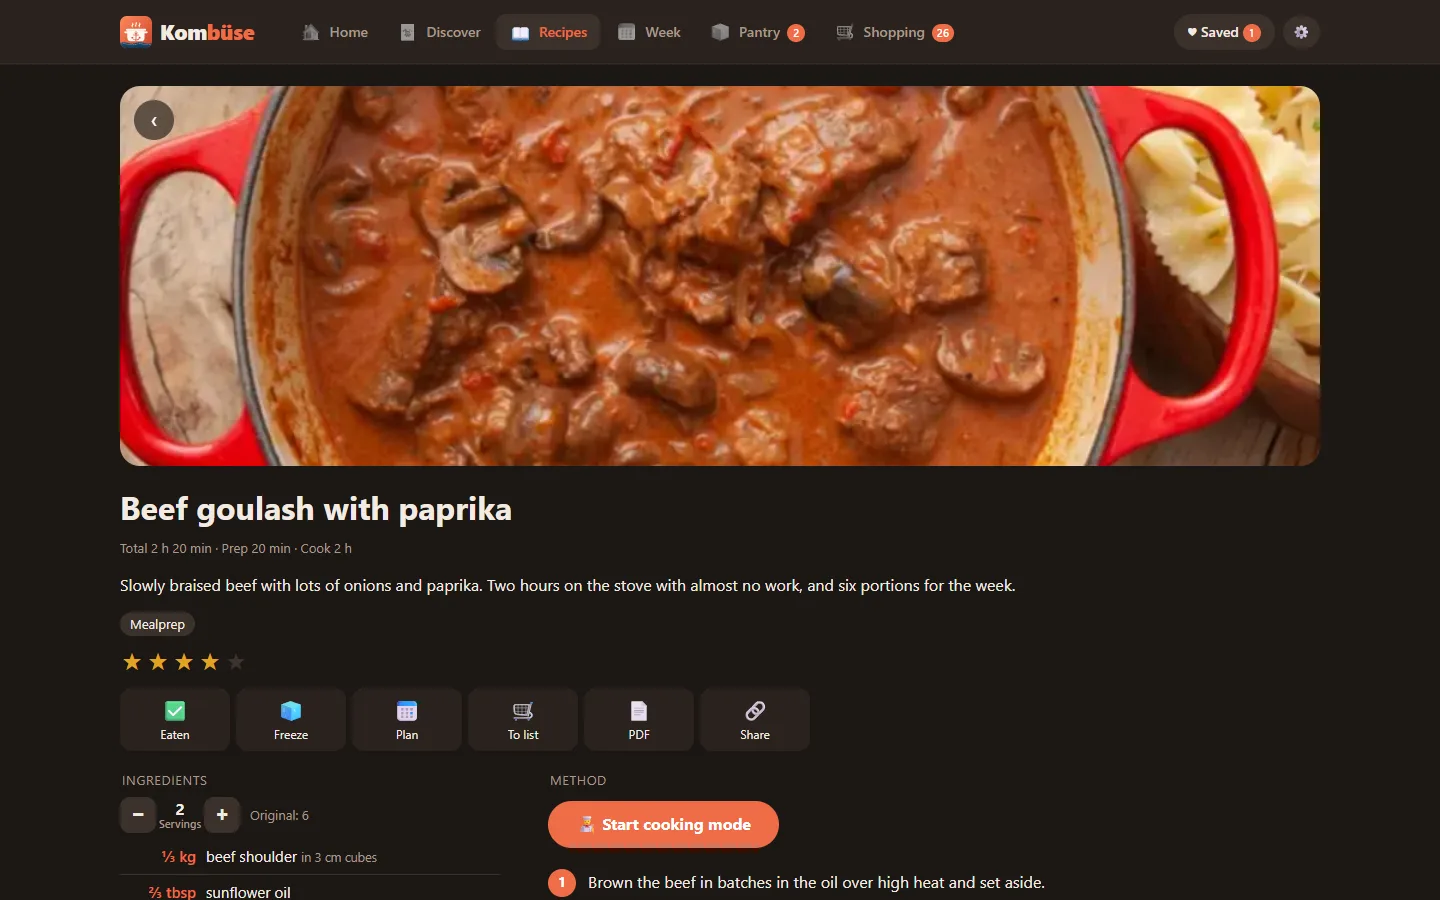 Kombüse
Home
Discover
Recipes
Week
Pantry 2
Shopping 26
♥ Saved 1
Beef goulash with paprika
Total 2 h 20 min · Prep 20 min · Cook 2 h
Slowly braised beef with lots of onions and paprika. Two hours on the stove with almost no work, and six portions for the week.
Mealprep
Eaten
Freeze
Plan
To list
PDF
Share
INGREDIENTS
− 2 Servings + Original: 6
⅓ kg beef shoulder in 3 cm cubes
⅔ tbsp sunflower oil
METHOD
Start cooking mode
1 Brown the beef in batches in the oil over high heat and set aside.